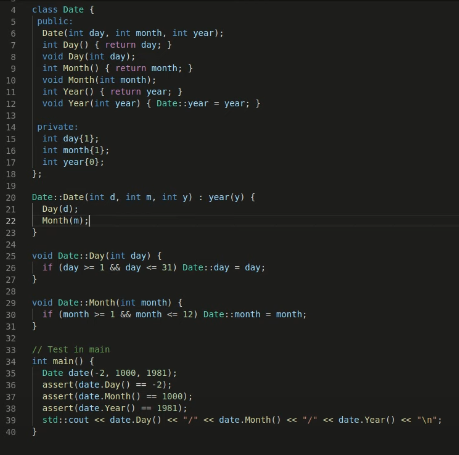 4 class Date {
5 public:
6 Date(int day, int month, int year);
7 int Day() { return day; }
8 void Day(int day);
9 int Month() { return month; }
10 void Month(int month);
11 int Year() { return year; }
12 void Year(int year) { Date::year = year; }
13
14 private:
15 int day{1};
16 int month{1};
17 int year{0};
18 };
19
20 Date::Date(int d, int m, int y) : year(y) {
21 Day(d);
22 Month(m);
23 }
24
25 void Date::Day(int day) {
26 if (day >= 1 && day <= 31) Date::day = day;
27 }
28
29 void Date::Month(int month) {
30 if (month >= 1 && month <= 12) Date::month = month;
31 }
32
33 // Test in main
34 int main() {
35 Date date(-2, 1000, 1981);
36 assert(date.Day() == -2);
37 assert(date.Month() == 1000);
38 assert(date.Year() == 1981);
39 std::cout << date.Day() << "/" << date.Month() << "/" << date.Year() << "\n";
40 }